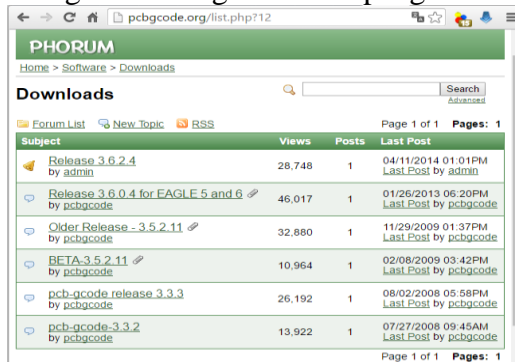 pcbgcode.org/list.php?12
PHORUM
Home > Software > Downloads
Downloads
Search
Advanced
Forum List New Topic RSS Page 1 of 1 Pages: 1
Subject Views Posts Last Post
Release 3.6.2.4 28,748 1 04/11/2014 01:01PM
by admin Last Post by admin
Release 3.6.0.4 for EAGLE 5 and 6 46,017 1 01/26/2013 06:20PM
by pcbgcode Last Post by pcbgcode
Older Release - 3.5.2.11 32,880 1 11/29/2009 01:37PM
by pcbgcode Last Post by pcbgcode
BETA-3.5.2.11 10,964 1 02/08/2009 03:42PM
by pcbgcode Last Post by pcbgcode
pcb-gcode release 3.3.3 26,192 1 08/02/2008 05:58PM
by pcbgcode Last Post by pcbgcode
pcb-gcode-3.3.2 13,922 1 07/27/2008 09:45AM
by pcbgcode Last Post by pcbgcode
Page 1 of 1 Pages: 1